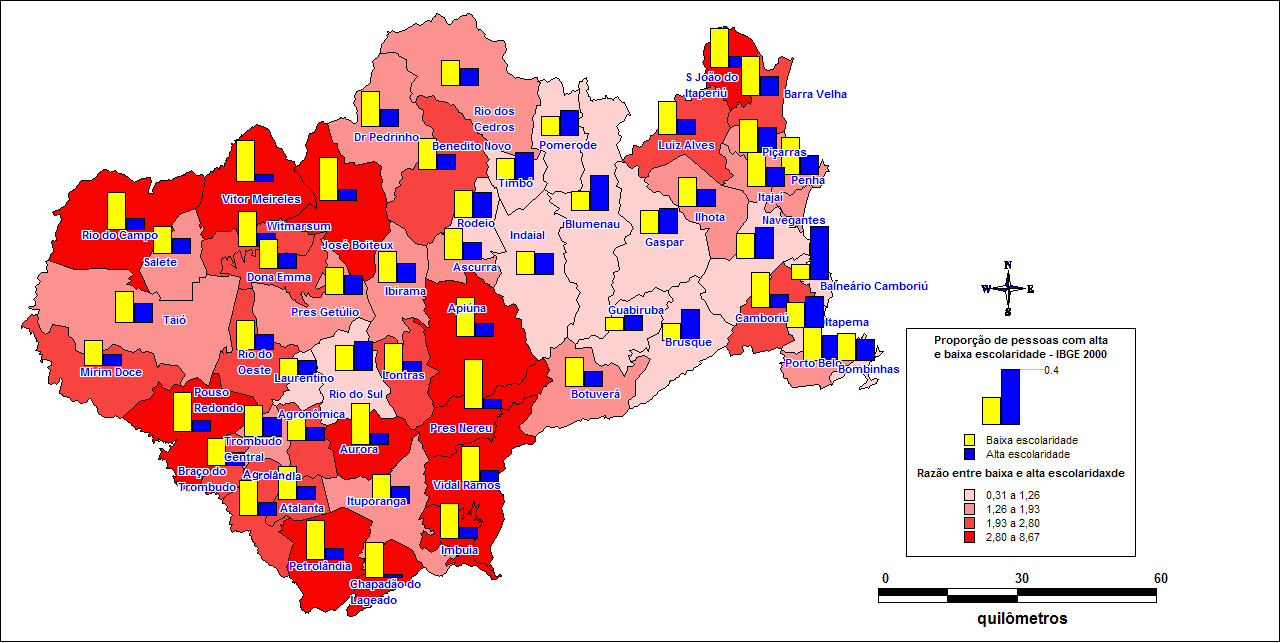 S João do
Itaperiú
Barra Velha
Rio dos
Cedros
Dr Pedrinho
Benedito Novo
Pomerode
Luiz Alves
Piçarras
Penha
Timbó
Vitor Meireles
Itajaí
Ilhota
Navegantes
Rodeio
Indaial
Blumenau
Gaspar
Witmarsum
Rio do Campo
José Boiteux
Salete
Ascurra
Dona Emma
Ibirama
Balneário Camboriú
N
W
E
S
Pres Getúlio
Apiúna
Guabiruba
Taió
Camboriú
Itapema
Brusque
Rio do
Oeste
Mirim Doce
Laurentino
Lontras
Porto Belo
Bombinhas
Rio do Sul
Botuverá
Pouso
Redondo
Agronômica
Pres Nereu
Trombudo
Central
Aurora
Braço do
Trombudo
Agrolândia
Vidal Ramos
Atalanta
Ituporanga
Imbuia
Petrolândia
Chapadão do
Lageado
Proporção de pessoas com alta
e baixa escolaridade - IBGE 2000
0.4
Baixa escolaridade
Alta escolaridade
Razão entre baixa e alta escolaridaxde
0,31 a 1,26
1,26 a 1,93
1,93 a 2,80
2,80 a 8,67
0 30 60
quilômetros